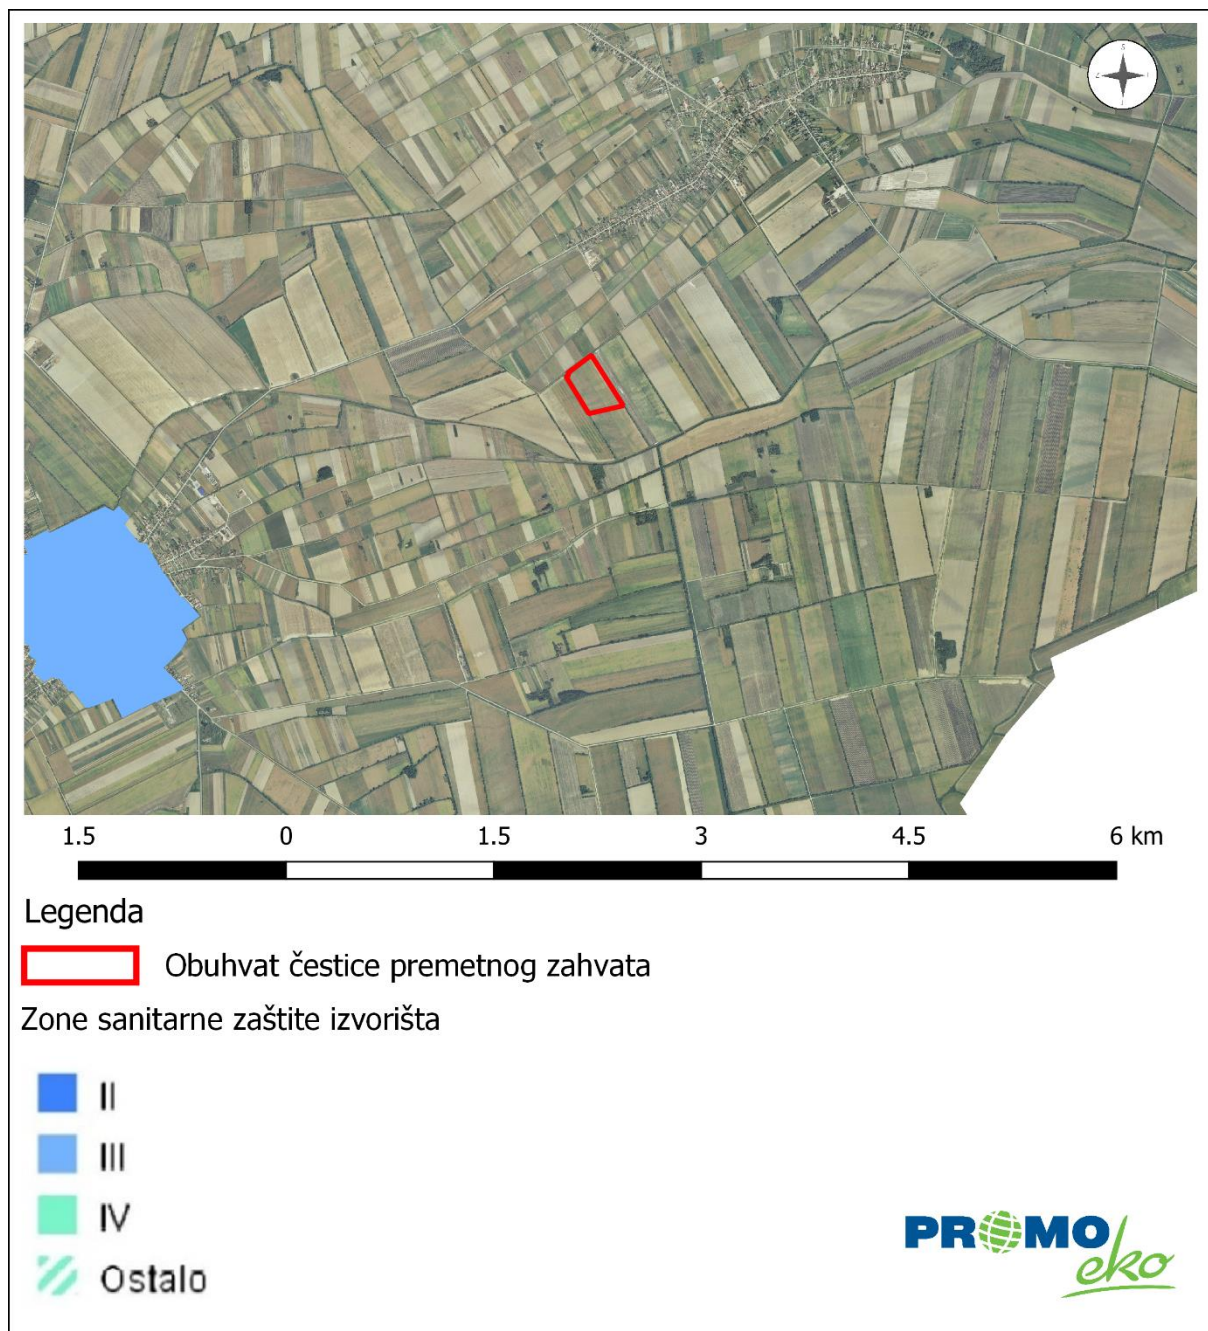 1.5 0 1.5 3 4.5 6 km
Legenda
Obuhvat čestice premetnog zahvata
Zone sanitarne zaštite izvorišta
II
III
IV
Ostalo
PROMO
eko